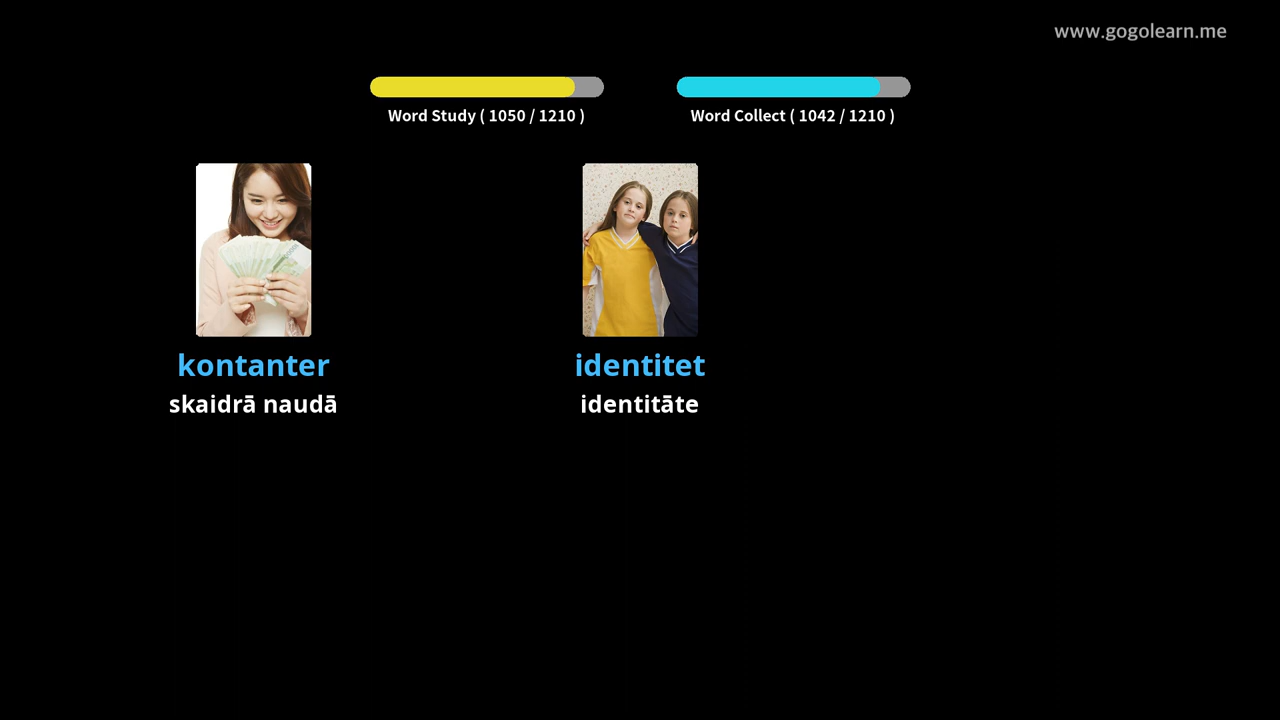 www.gogolearn.me
Word Study ( 1050 / 1210 )
Word Collect ( 1042 / 1210 )
kontanter
skaidrā naudā
identitet
identitāte